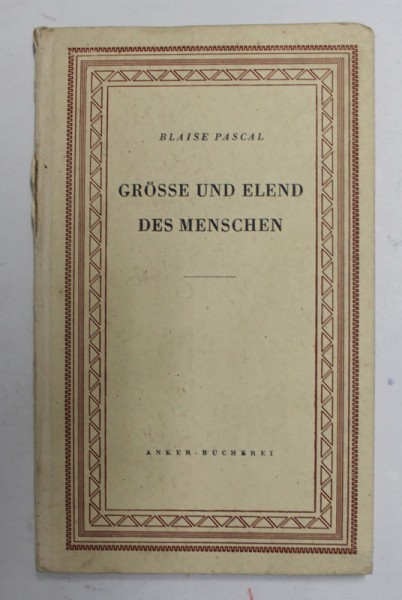 BLAISE PASCAL
GRÖSSE UND ELEND
DES MENSCHEN
ANKER-BÜCHEREI